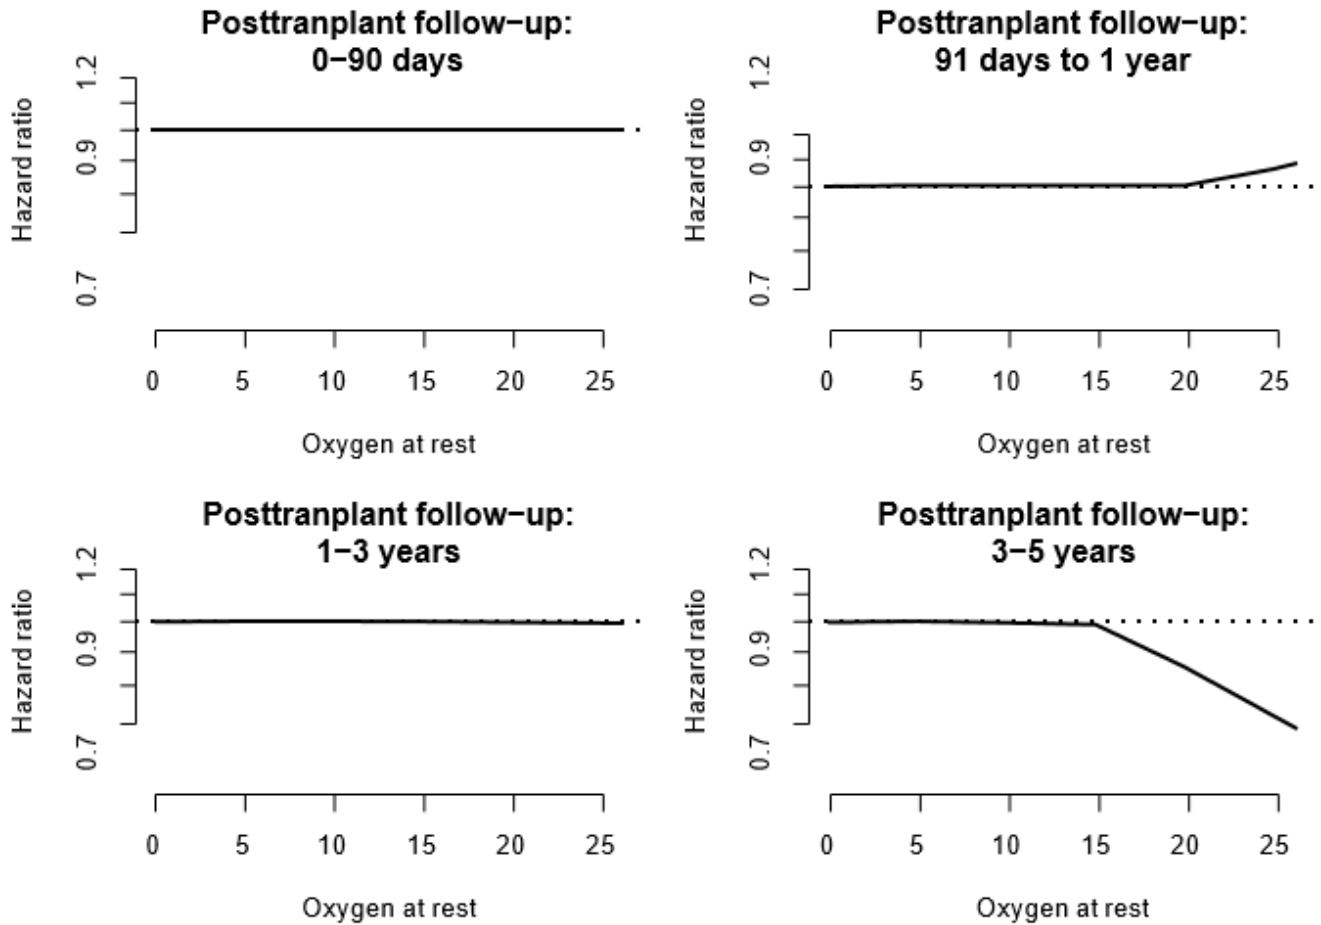 Posttranplant follow−up:
0−90 days
Hazard ratio
1.2
0.9
0.7
0 5 10 15 20 25
Oxygen at rest
Posttranplant follow−up:
91 days to 1 year
Hazard ratio
1.2
0.9
0.7
0 5 10 15 20 25
Oxygen at rest
Posttranplant follow−up:
1−3 years
Hazard ratio
1.2
0.9
0.7
0 5 10 15 20 25
Oxygen at rest
Posttranplant follow−up:
3−5 years
Hazard ratio
1.2
0.9
0.7
0 5 10 15 20 25
Oxygen at rest